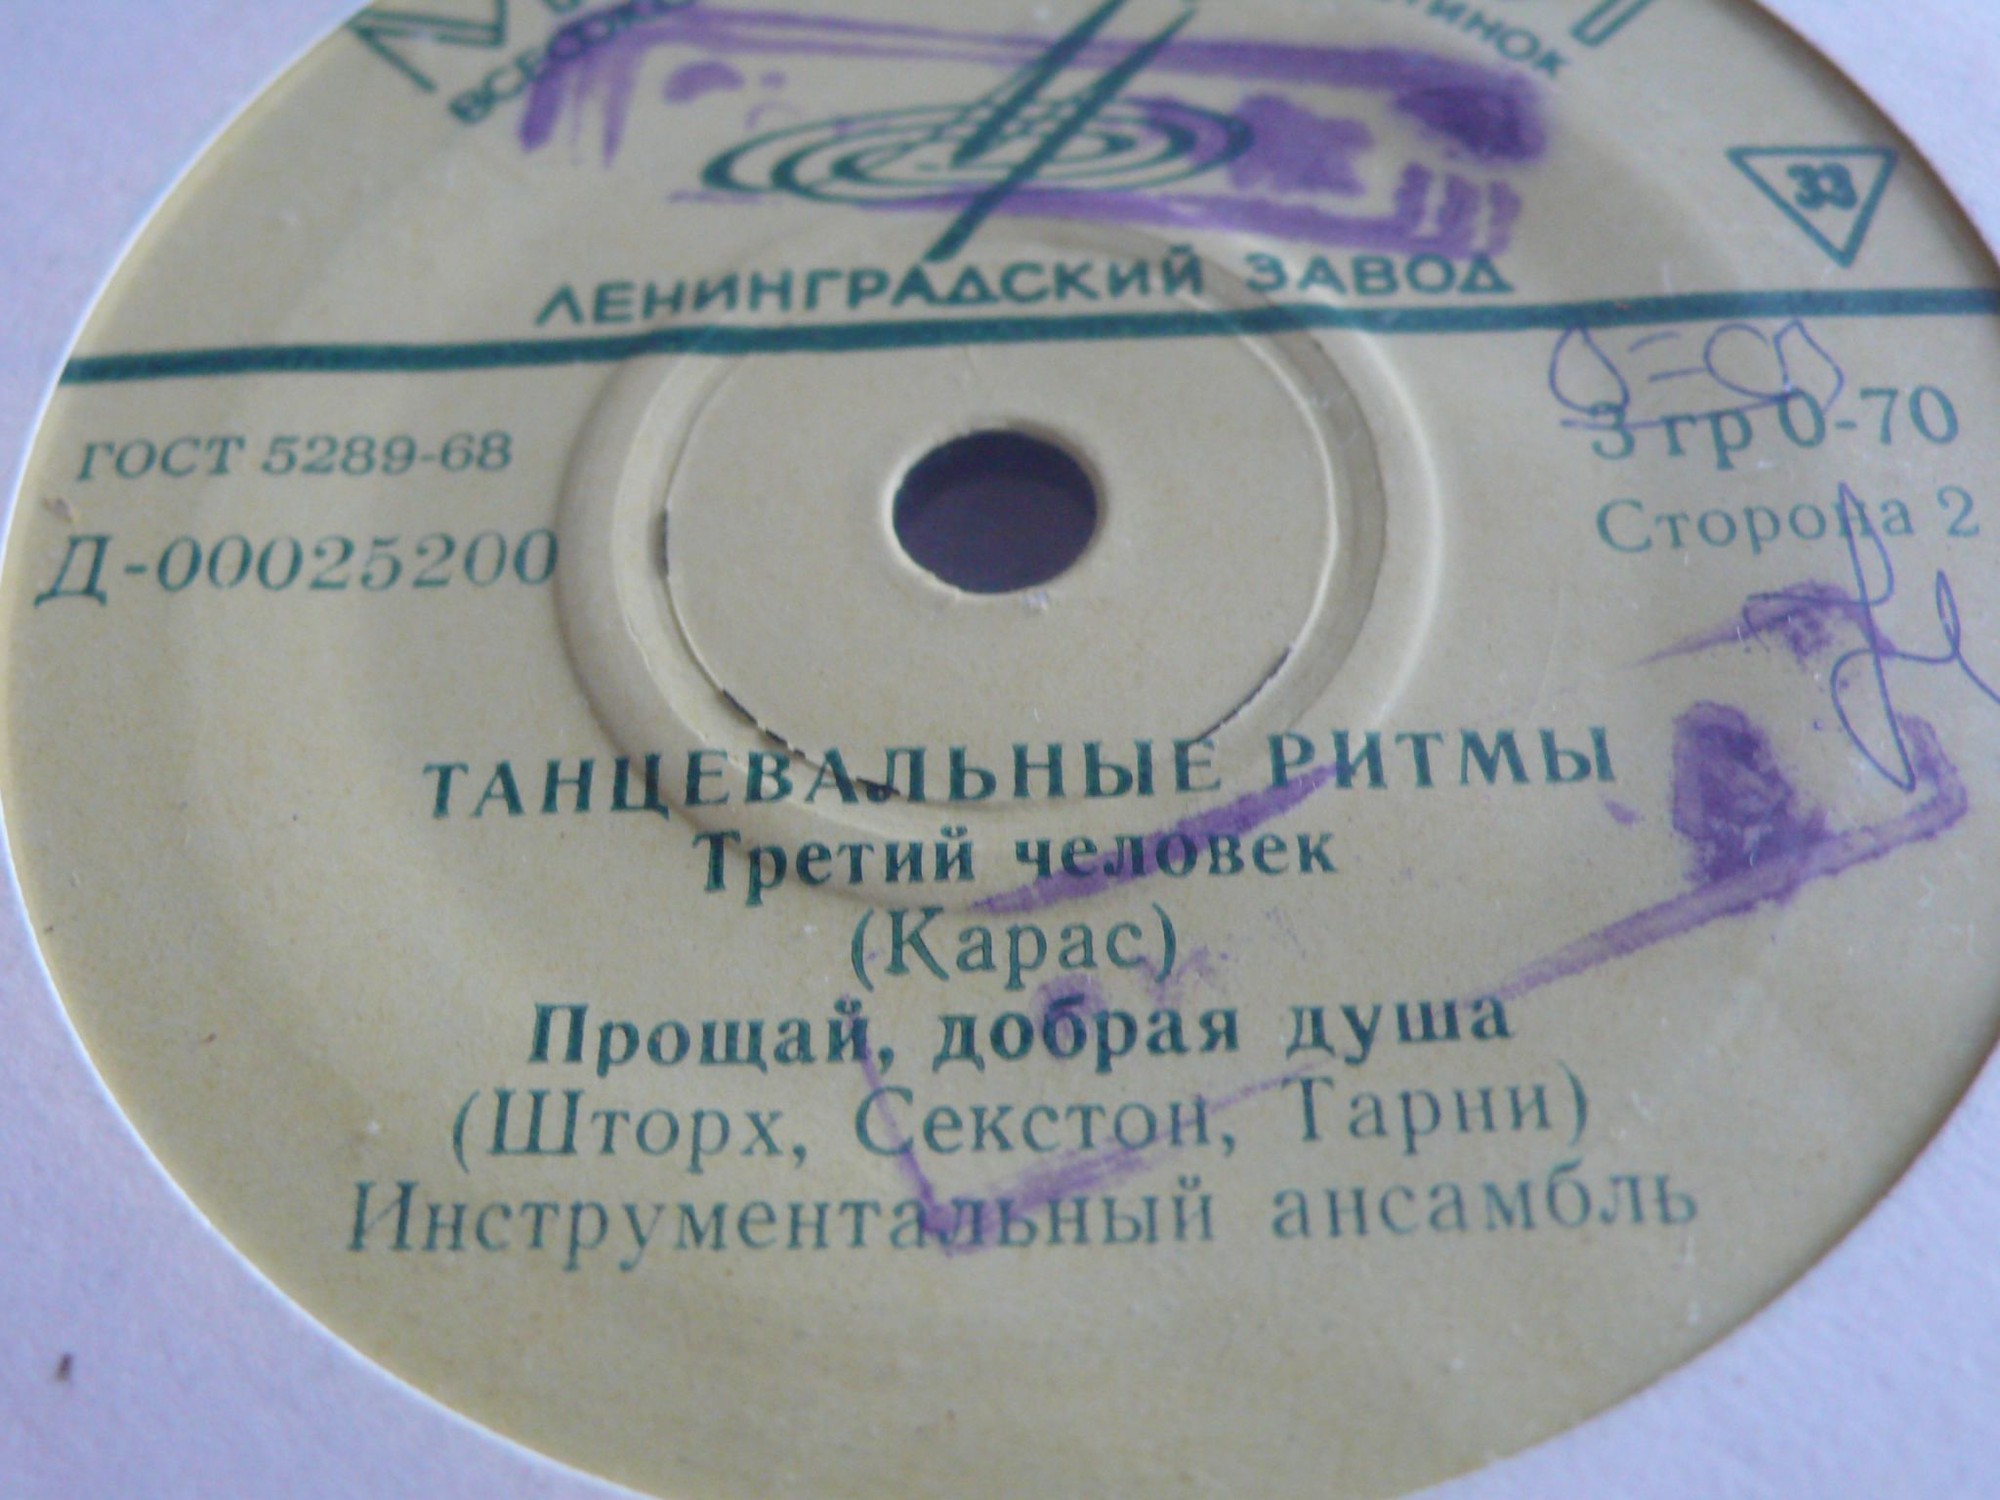 ЛЕНИНГРАДСКИЙ ЗАВОД
33
ГОСТ 5289-68
3 гр 0-70
Д-00025200
Сторона 2
ТАНЦЕВАЛЬНЫЕ РИТМЫ
Третий человек
(Карас)
Прощай, добрая душа
(Шторх, Секстон, Тарни)
Инструментальный ансамбль